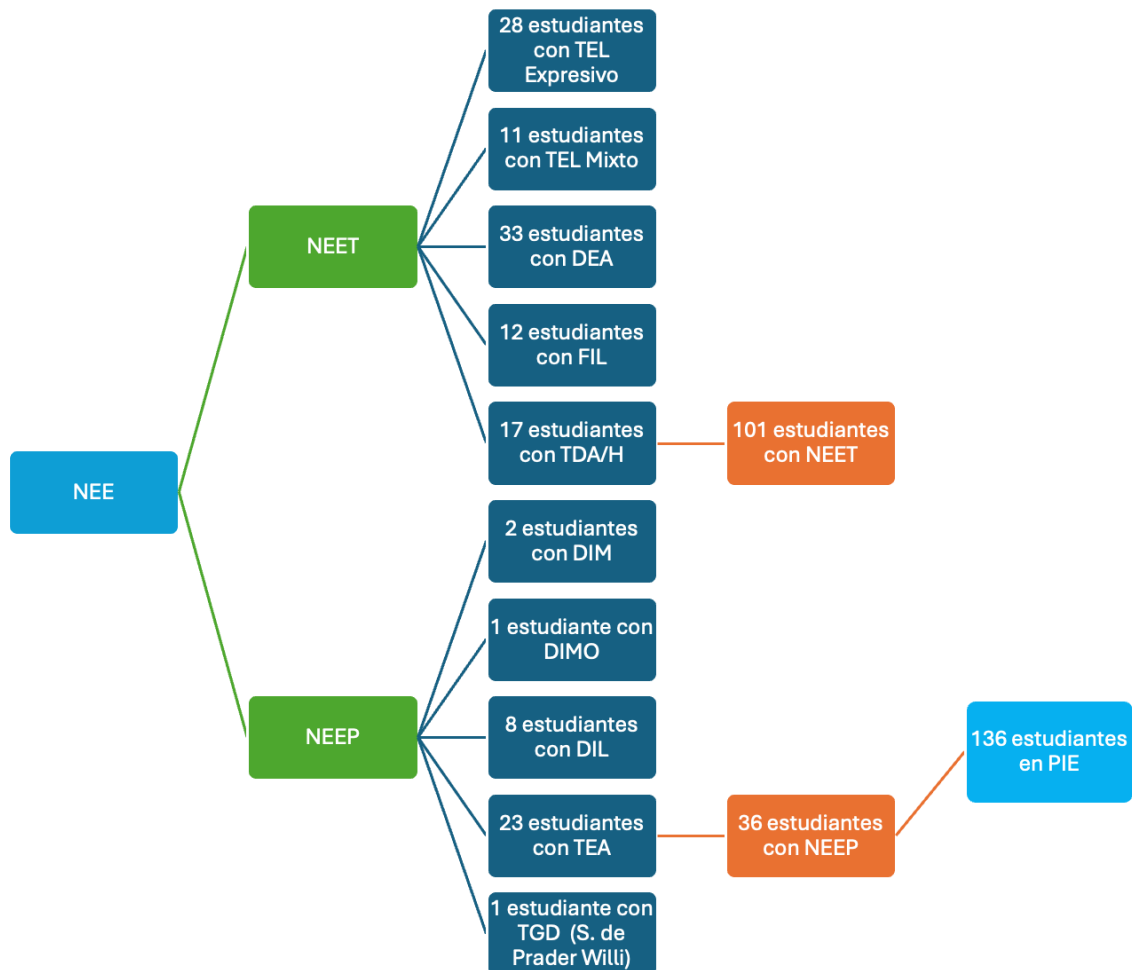 28 estudiantes
con TEL
Expresivo
11 estudiantes
con TEL Mixto
NEET
33 estudiantes
con DEA
12 estudiantes
con FIL
17 estudiantes
con TDA/H
101 estudiantes
con NEET
NEE
2 estudiantes
con DIM
1 estudiante con
DIMO
NEEP
8 estudiantes
con DIL
136 estudiantes
en PIE
23 estudiantes
con TEA
36 estudiantes
con NEEP
1 estudiante con
TGD (S. de
Prader Willi)